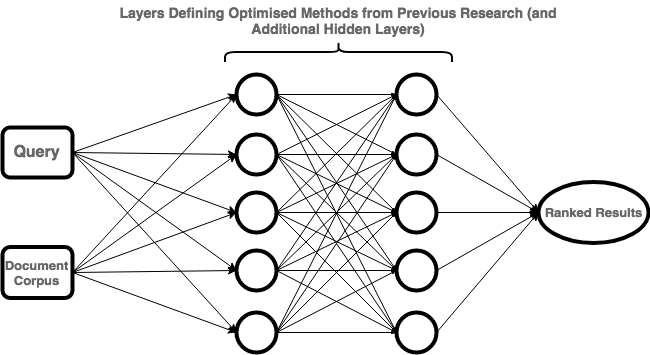 Layers Defining Optimised Methods from Previous Research (and
Additional Hidden Layers)
Query
Document
Corpus
Ranked Results